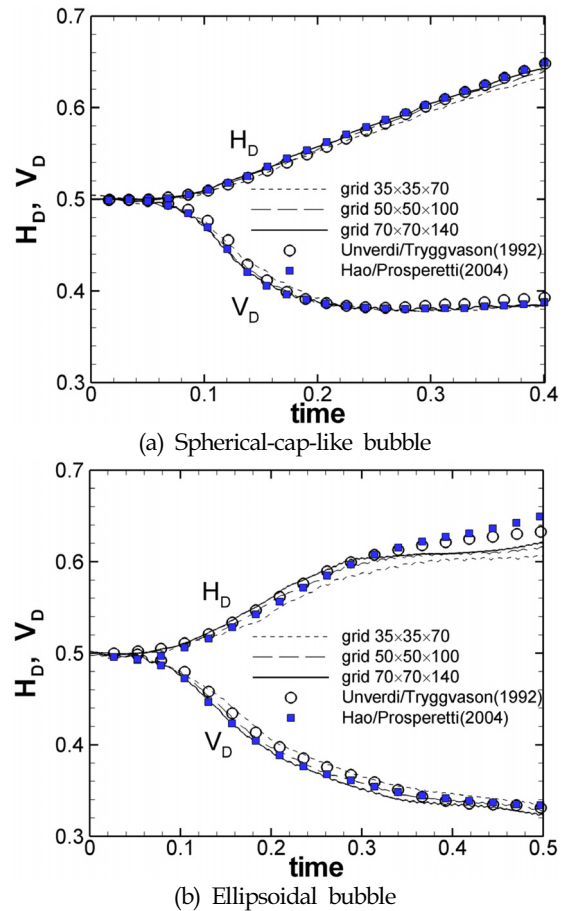 0.7
0.6
0.5
0.4
0.3
H_D, V_D
H_D
V_D
grid 35×35×70
grid 50×50×100
grid 70×70×140
Unverdi/Tryggvason(1992)
Hao/Prosperetti(2004)
0 0.1 0.2 0.3 0.4
time
(a) Spherical-cap-like bubble
0.7
0.6
0.5
0.4
0.3
H_D, V_D
H_D
V_D
grid 35×35×70
grid 50×50×100
grid 70×70×140
Unverdi/Tryggvason(1992)
Hao/Prosperetti(2004)
0 0.1 0.2 0.3 0.4 0.5
time
(b) Ellipsoidal bubble